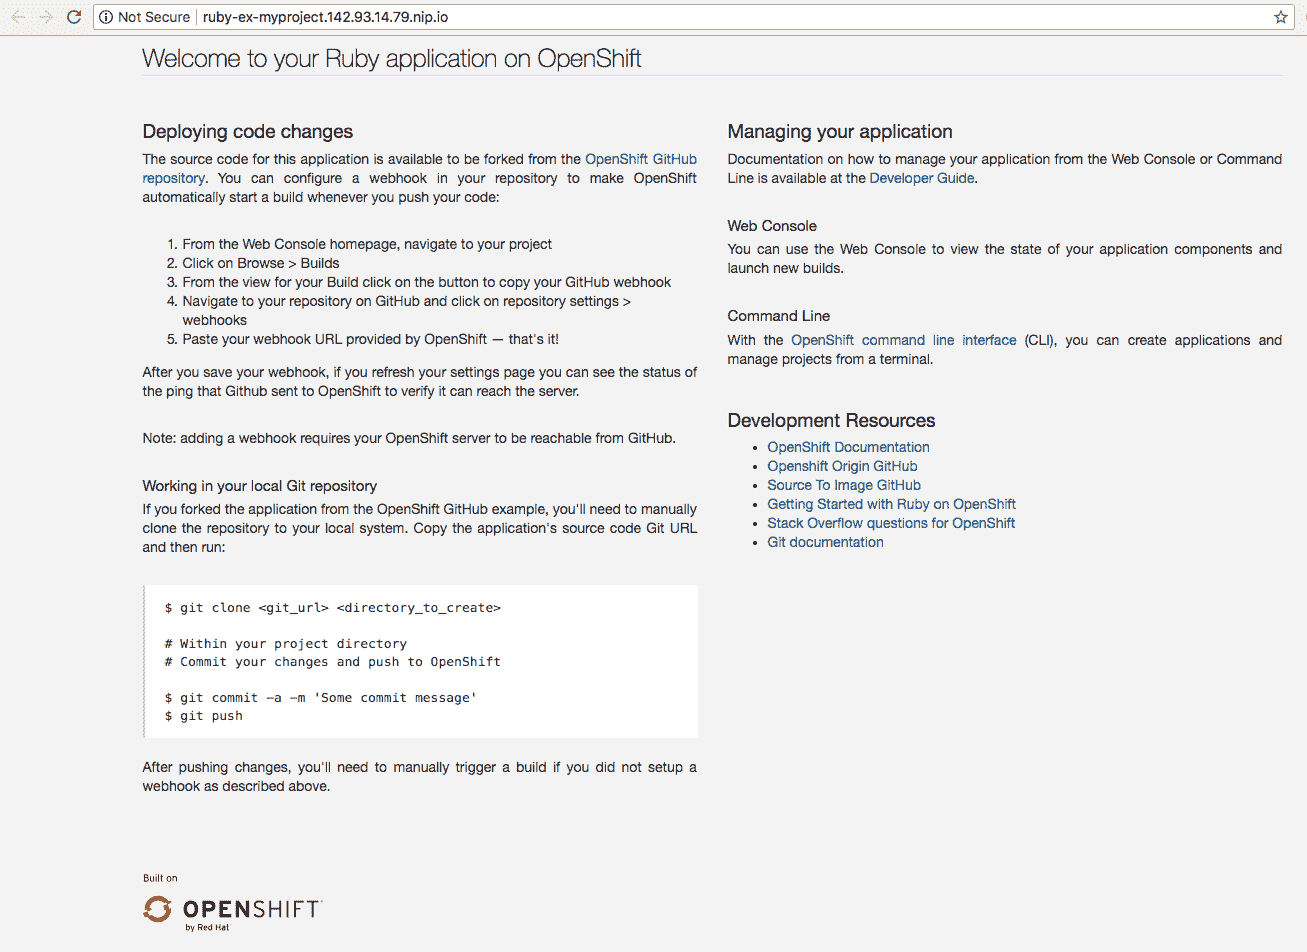 Not Secure ruby-ex-myproject.142.93.14.79.nip.io
Welcome to your Ruby application on OpenShift
Deploying code changes
The source code for this application is available to be forked from the OpenShift GitHub
repository. You can configure a webhook in your repository to make OpenShift
automatically start a build whenever you push your code:
1. From the Web Console homepage, navigate to your project
2. Click on Browse > Builds
3. From the view for your Build click on the button to copy your GitHub webhook
4. Navigate to your repository on GitHub and click on repository settings >
webhooks
5. Paste your webhook URL provided by OpenShift — that's it!
After you save your webhook, if you refresh your settings page you can see the status of
the ping that Github sent to OpenShift to verify it can reach the server.
Note: adding a webhook requires your OpenShift server to be reachable from GitHub.
Working in your local Git repository
If you forked the application from the OpenShift GitHub example, you'll need to manually
clone the repository to your local system. Copy the application's source code Git URL
and then run:
$ git clone <git_url> <directory_to_create>
# Within your project directory
# Commit your changes and push to OpenShift
$ git commit -a -m 'Some commit message'
$ git push
After pushing changes, you'll need to manually trigger a build if you did not setup a
webhook as described above.
Managing your application
Documentation on how to manage your application from the Web Console or Command
Line is available at the Developer Guide.
Web Console
You can use the Web Console to view the state of your application components and
launch new builds.
Command Line
With the OpenShift command line interface (CLI), you can create applications and
manage projects from a terminal.
Development Resources
• OpenShift Documentation
• Openshift Origin GitHub
• Source To Image GitHub
• Getting Started with Ruby on OpenShift
• Stack Overflow questions for OpenShift
• Git documentation
Built on
OPENSHIFT
by Red Hat